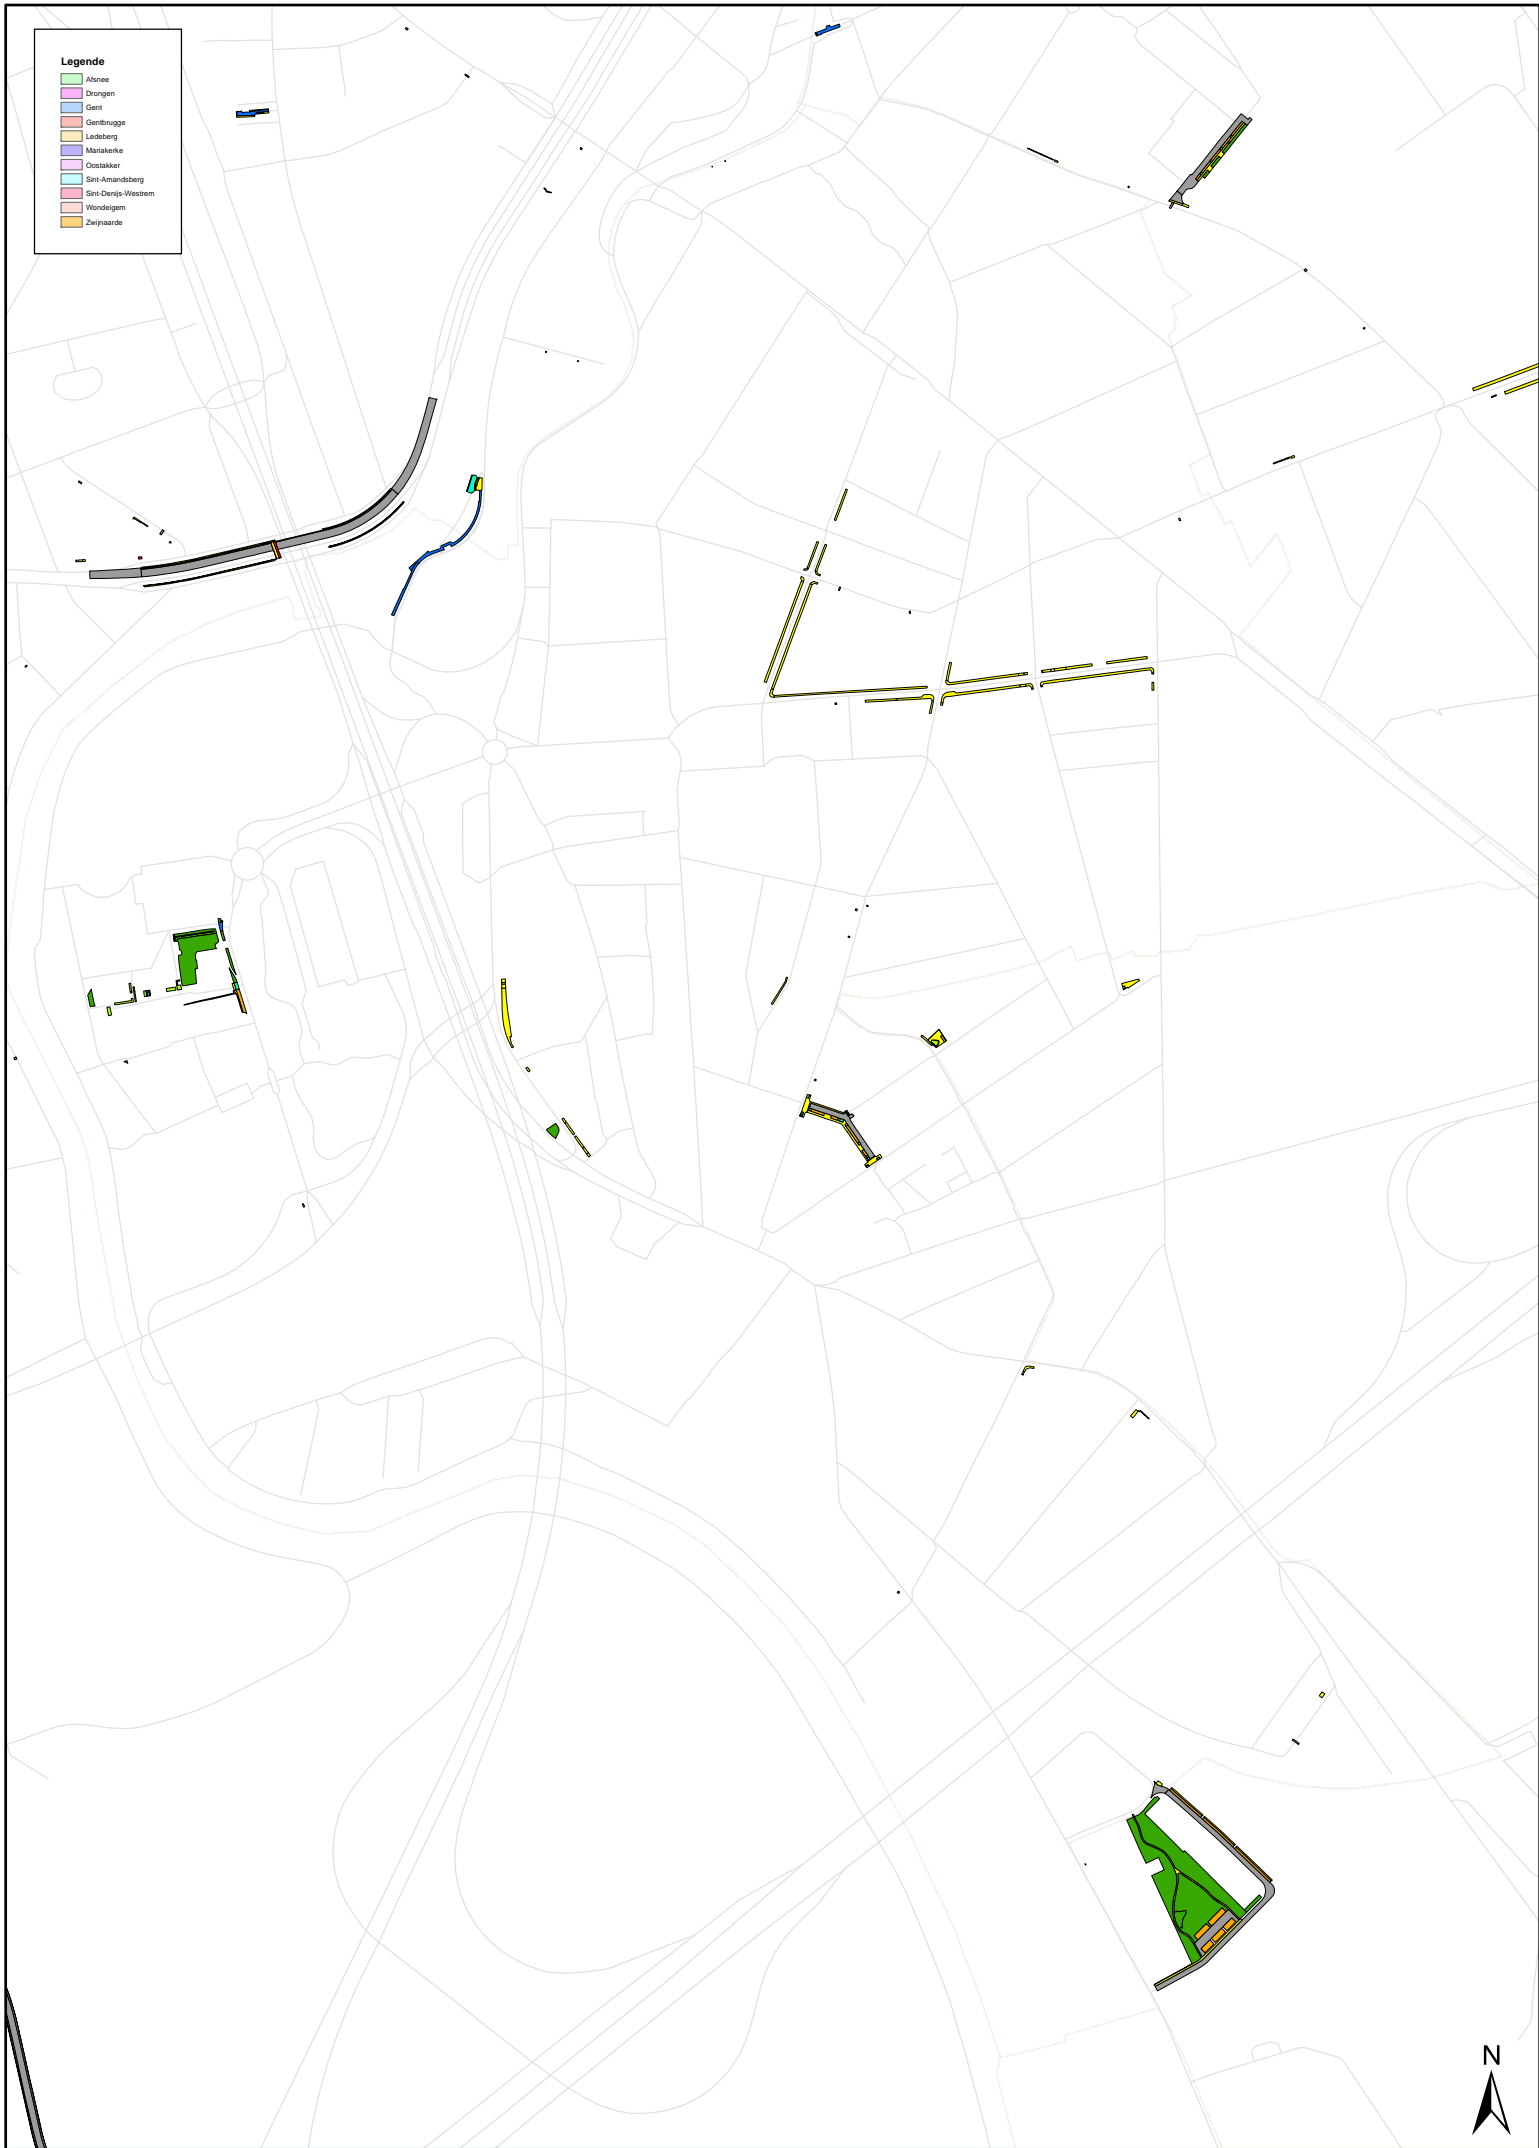 Legende
Afsnee
Drongen
Gent
Gentbrugge
Ledeberg
Mariakerke
Oostakker
Sint-Amandsberg
Sint-Denijs-Westrem
Wondelgem
Zwijnaarde
N